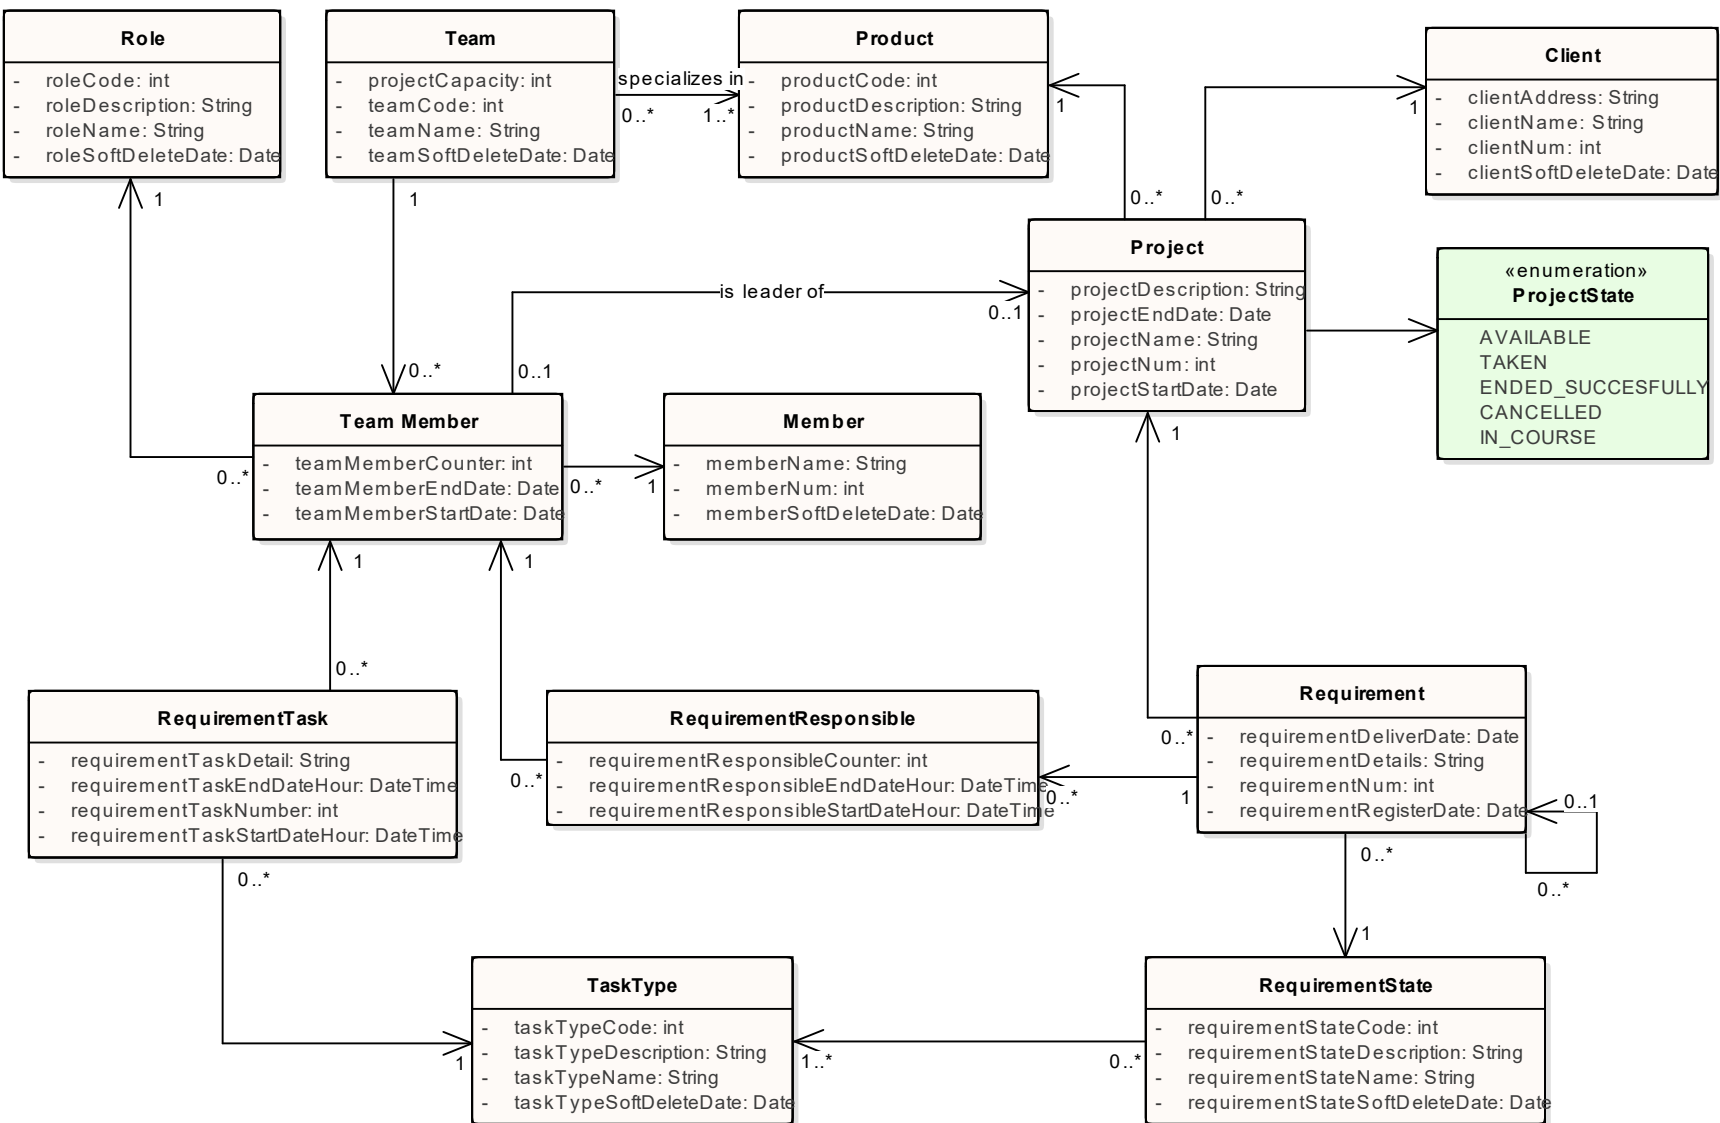 Role
- roleCode: int
- roleDescription: String
- roleName: String
- roleSoftDeleteDate: Date
1
Team
- projectCapacity: int
- teamCode: int
- teamName: String
- teamSoftDeleteDate: Date
1
specializes in
0..*
1..*
Product
- productCode: int
- productDescription: String
- productName: String
- productSoftDeleteDate: Date
1
Client
- clientAddress: String
- clientName: String
- clientNum: int
- clientSoftDeleteDate: Date
1
0..*
0..*
Project
- projectDescription: String
- projectEndDate: Date
- projectName: String
- projectNum: int
- projectStartDate: Date
1
«enumeration»
ProjectState
AVAILABLE
TAKEN
ENDED_SUCCESFULLY
CANCELLED
IN_COURSE
is leader of
0..1
0..*
0..1
Team Member
- teamMemberCounter: int
- teamMemberEndDate: Date
- teamMemberStartDate: Date
0..*
0..*
1
1
1
Member
- memberName: String
- memberNum: int
- memberSoftDeleteDate: Date
0..*
RequirementTask
- requirementTaskDetail: String
- requirementTaskEndDateHour: DateTime
- requirementTaskNumber: int
- requirementTaskStartDateHour: DateTime
0..*
RequirementResponsible
- requirementResponsibleCounter: int
- requirementResponsibleEndDateHour: DateTime
- requirementResponsibleStartDateHour: DateTime
0..*
0..*
1
0..*
Requirement
- requirementDeliverDate: Date
- requirementDetails: String
- requirementNum: int
- requirementRegisterDate: Date
0..1
0..*
0..*
1
TaskType
- taskTypeCode: int
- taskTypeDescription: String
- taskTypeName: String
- taskTypeSoftDeleteDate: Date
1
1..*
0..*
RequirementState
- requirementStateCode: int
- requirementStateDescription: String
- requirementStateName: String
- requirementStateSoftDeleteDate: Date